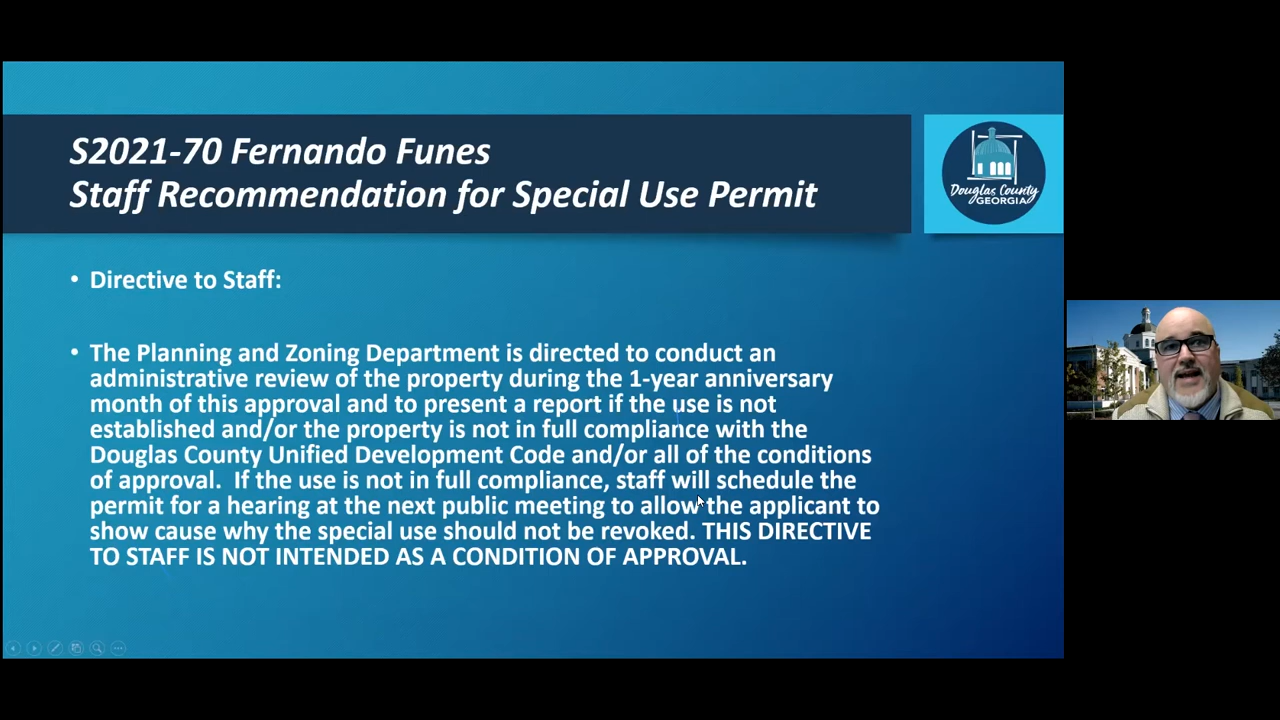 S2021-70 Fernando Funes
Staff Recommendation for Special Use Permit
Douglas County
GEORGIA
• Directive to Staff:
• The Planning and Zoning Department is directed to conduct an
administrative review of the property during the 1-year anniversary
month of this approval and to present a report if the use is not
established and/or the property is not in full compliance with the
Douglas County Unified Development Code and/or all of the conditions
of approval.  If the use is not in full compliance, staff will schedule the
permit for a hearing at the next public meeting to allow the applicant to
show cause why the special use should not be revoked. THIS DIRECTIVE
TO STAFF IS NOT INTENDED AS A CONDITION OF APPROVAL.